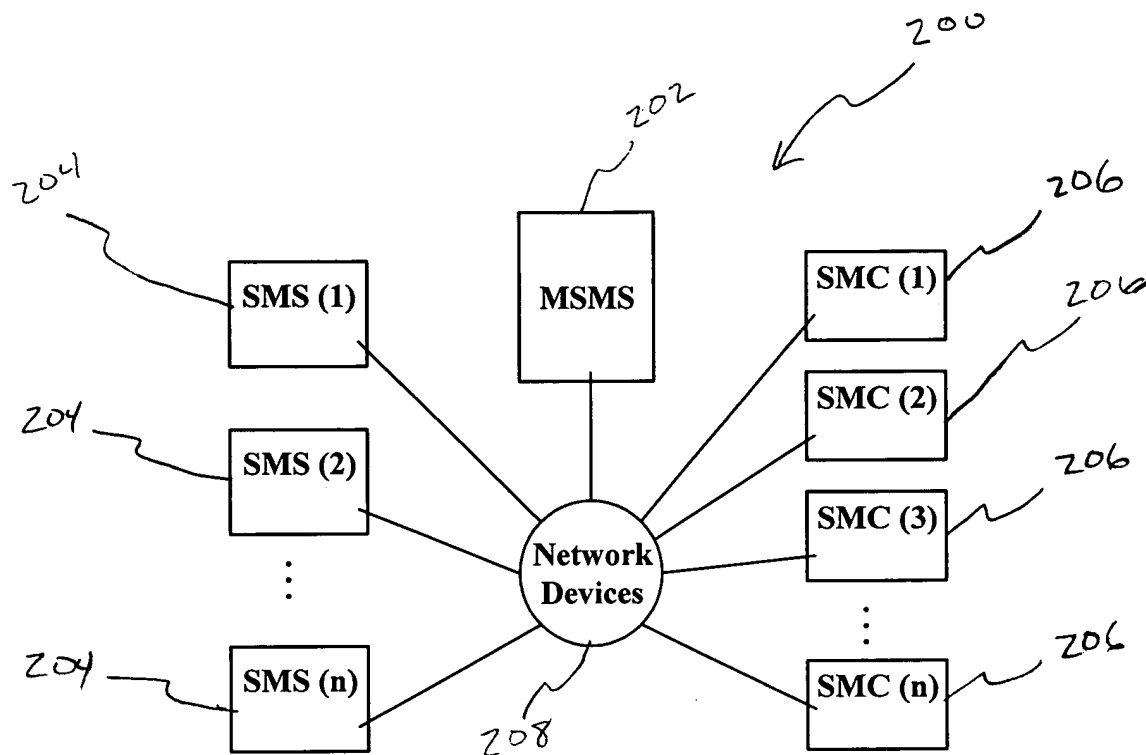 200
202
204
206
SMS (1)
MSMS
SMC (1)
206
SMC (2)
204
SMS (2)
206
SMC (3)
Network
Devices
⋮
⋮
204
SMS (n)
SMC (n)
206
208